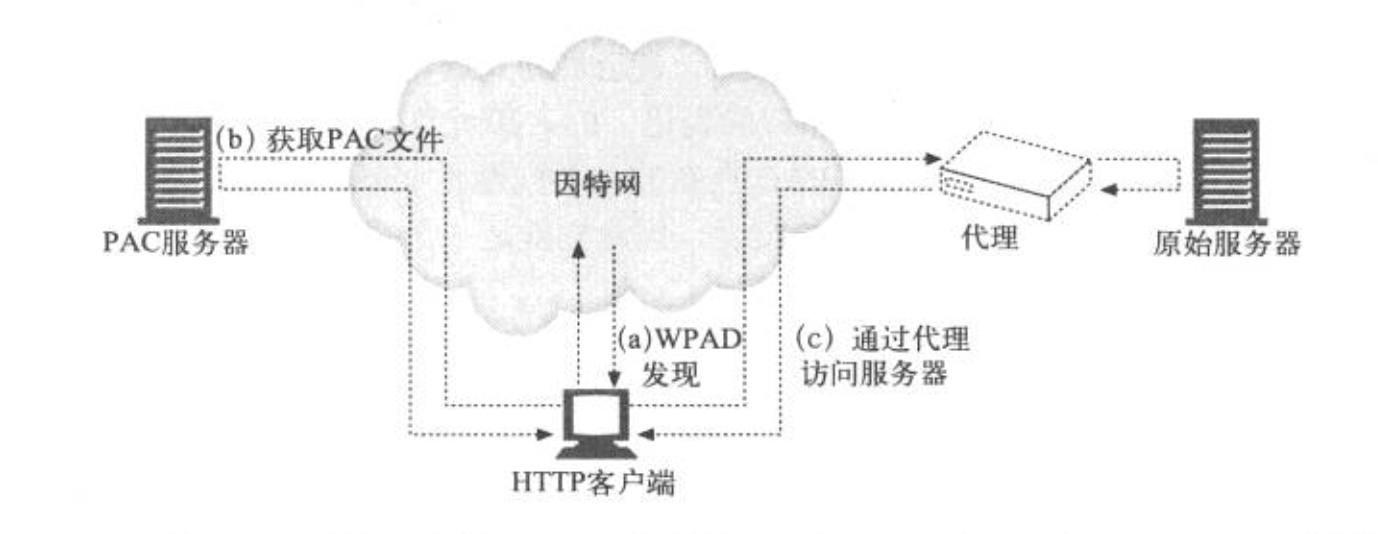 (b) 获取PAC文件
因特网
PAC服务器
代理
原始服务器
(a)WPAD
发现
(c) 通过代理
访问服务器
HTTP客户端